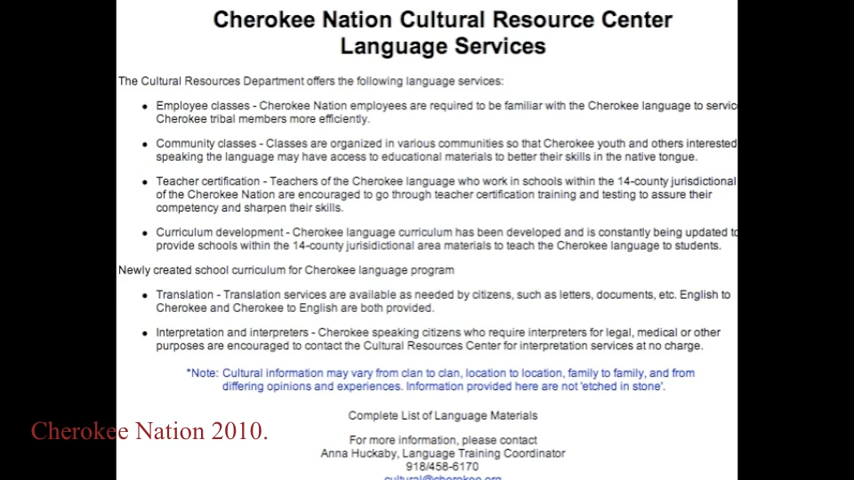 Cherokee Nation Cultural Resource Center
Language Services
The Cultural Resources Department offers the following language services:
Employee classes - Cherokee Nation employees are required to be familiar with the Cherokee language to servic
Cherokee tribal members more efficiently.
Community classes - Classes are organized in various communities so that Cherokee youth and others interested
speaking the language may have access to educational materials to better their skills in the native tongue.
Teacher certification - Teachers of the Cherokee language who work in schools within the 14-county jurisdictional
of the Cherokee Nation are encouraged to go through teacher certification training and testing to assure their
competency and sharpen their skills.
Curriculum development - Cherokee language curriculum has been developed and is constantly being updated to
provide schools within the 14-county jurisidictional area materials to teach the Cherokee language to students.
Newly created school curriculum for Cherokee language program
Translation - Translation services are available as needed by citizens, such as letters, documents, etc. English to
Cherokee and Cherokee to English are both provided.
Interpretation and interpreters - Cherokee speaking citizens who require interpreters for legal, medical or other
purposes are encouraged to contact the Cultural Resources Center for interpretation services at no charge.
*Note: Cultural information may vary from clan to clan, location to location, family to family, and from
differing opinions and experiences. Information provided here are not 'etched in stone'.
Complete List of Language Materials
Cherokee Nation 2010.
For more information, please contact
Anna Huckaby, Language Training Coordinator
918/458-6170
cultural@cherokee.org